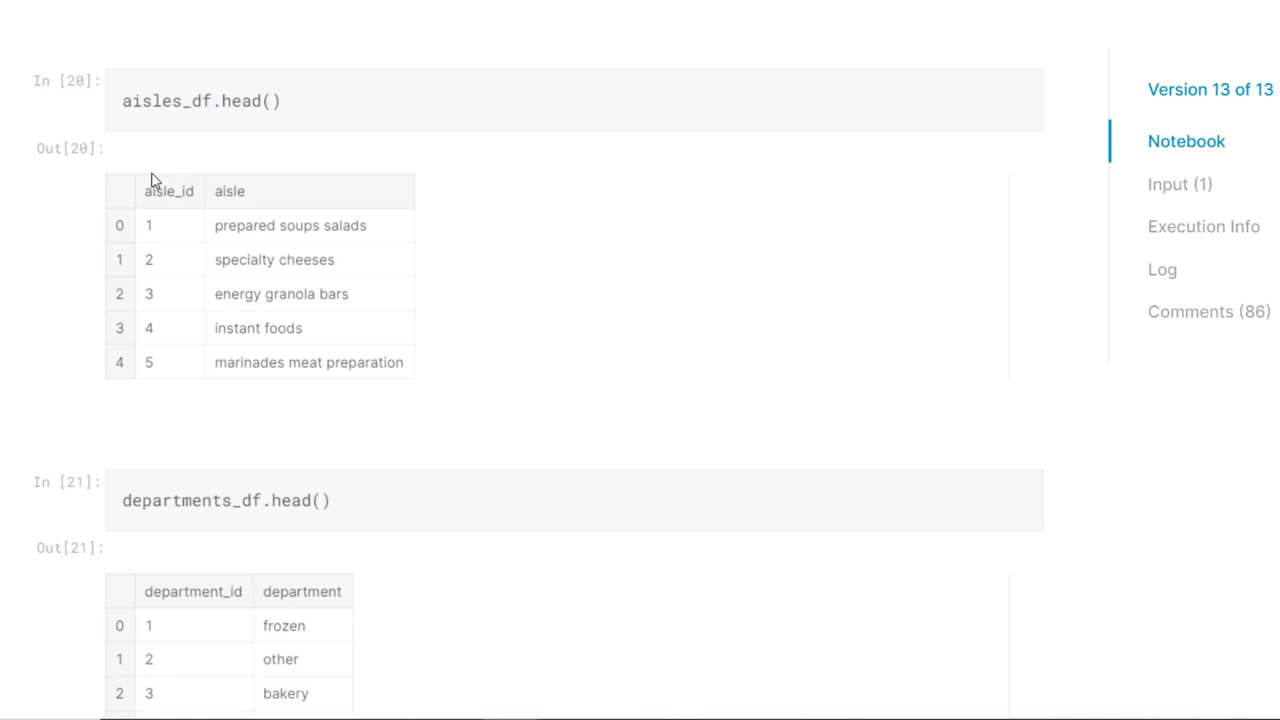 In [20]:
aisles_df.head()
Out[20]:
aisle_id aisle
0 1 prepared soups salads
1 2 specialty cheeses
2 3 energy granola bars
3 4 instant foods
4 5 marinades meat preparation
In [21]:
departments_df.head()
Out[21]:
department_id department
0 1 frozen
1 2 other
2 3 bakery
Version 13 of 13
Notebook
Input (1)
Execution Info
Log
Comments (86)